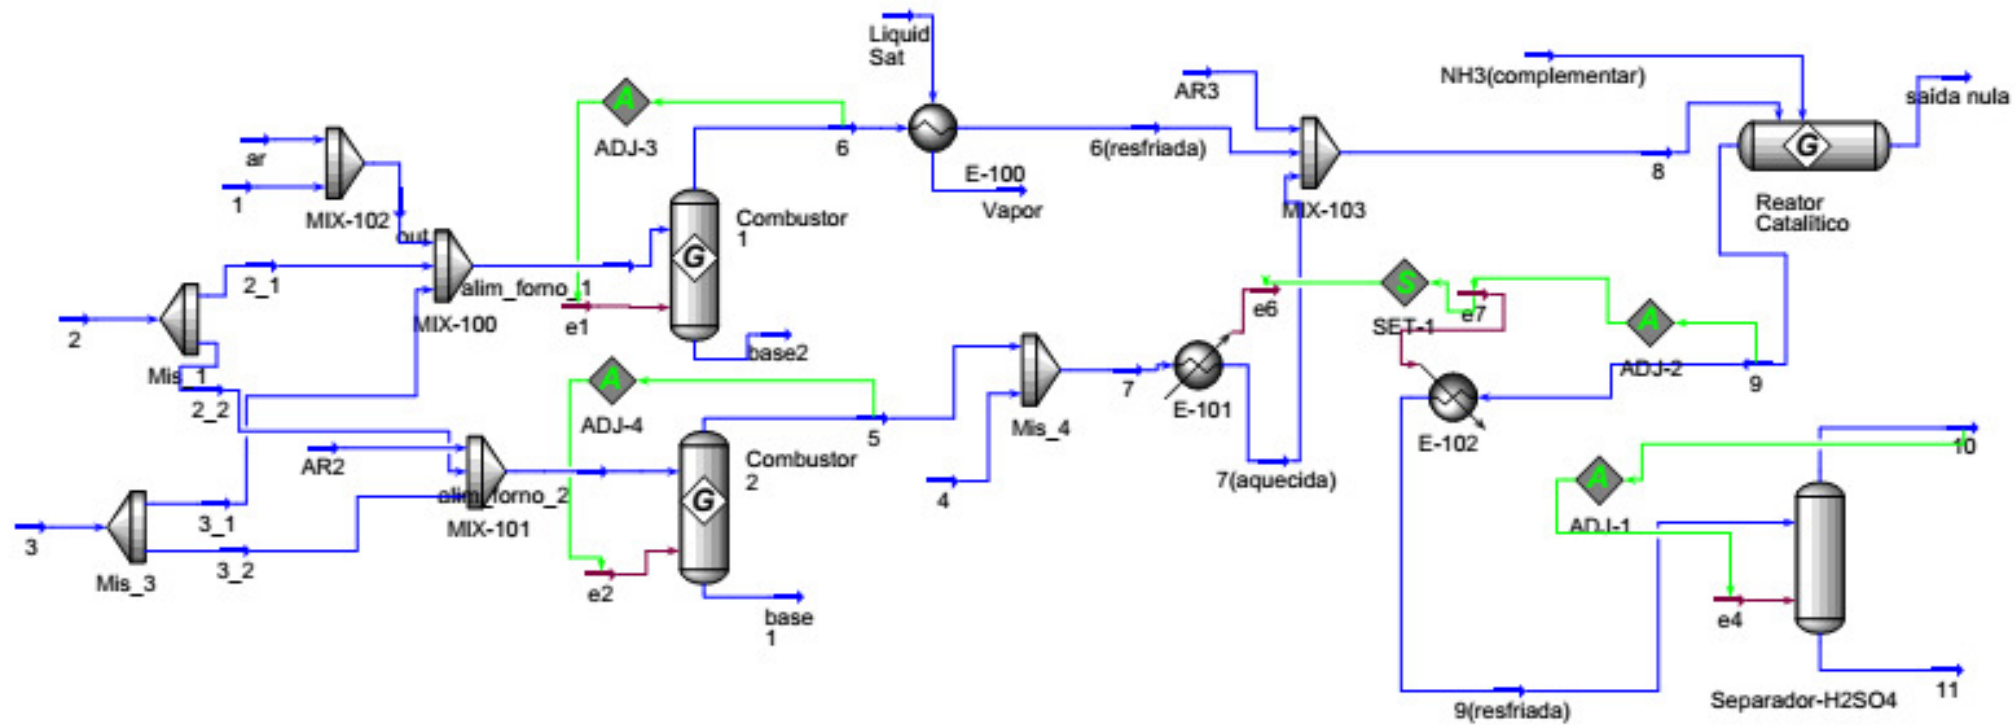 Liquid
Sat
AR3
NH3(complementar)
saida nula
A
ADJ-3
6
E-100
Vapor
6(resfriada)
MIX-103
8
G
Reator
Catalítico
ar
1
MIX-102
out
Combustor
1
G
2_1
alim_forno_1
MIX-100
e1
base2
2
Mis_1
2_2
A
ADJ-4
5
Mis_4
7
E-101
e6
S
SET-1
e7
A
ADJ-2
9
E-102
7(aquecida)
4
AR2
alim_forno_2
MIX-101
Combustor
2
G
3
3_1
3_2
Mis_3
e2
base
1
10
A
ADJ-1
e4
11
Separador-H2SO4
9(resfriada)